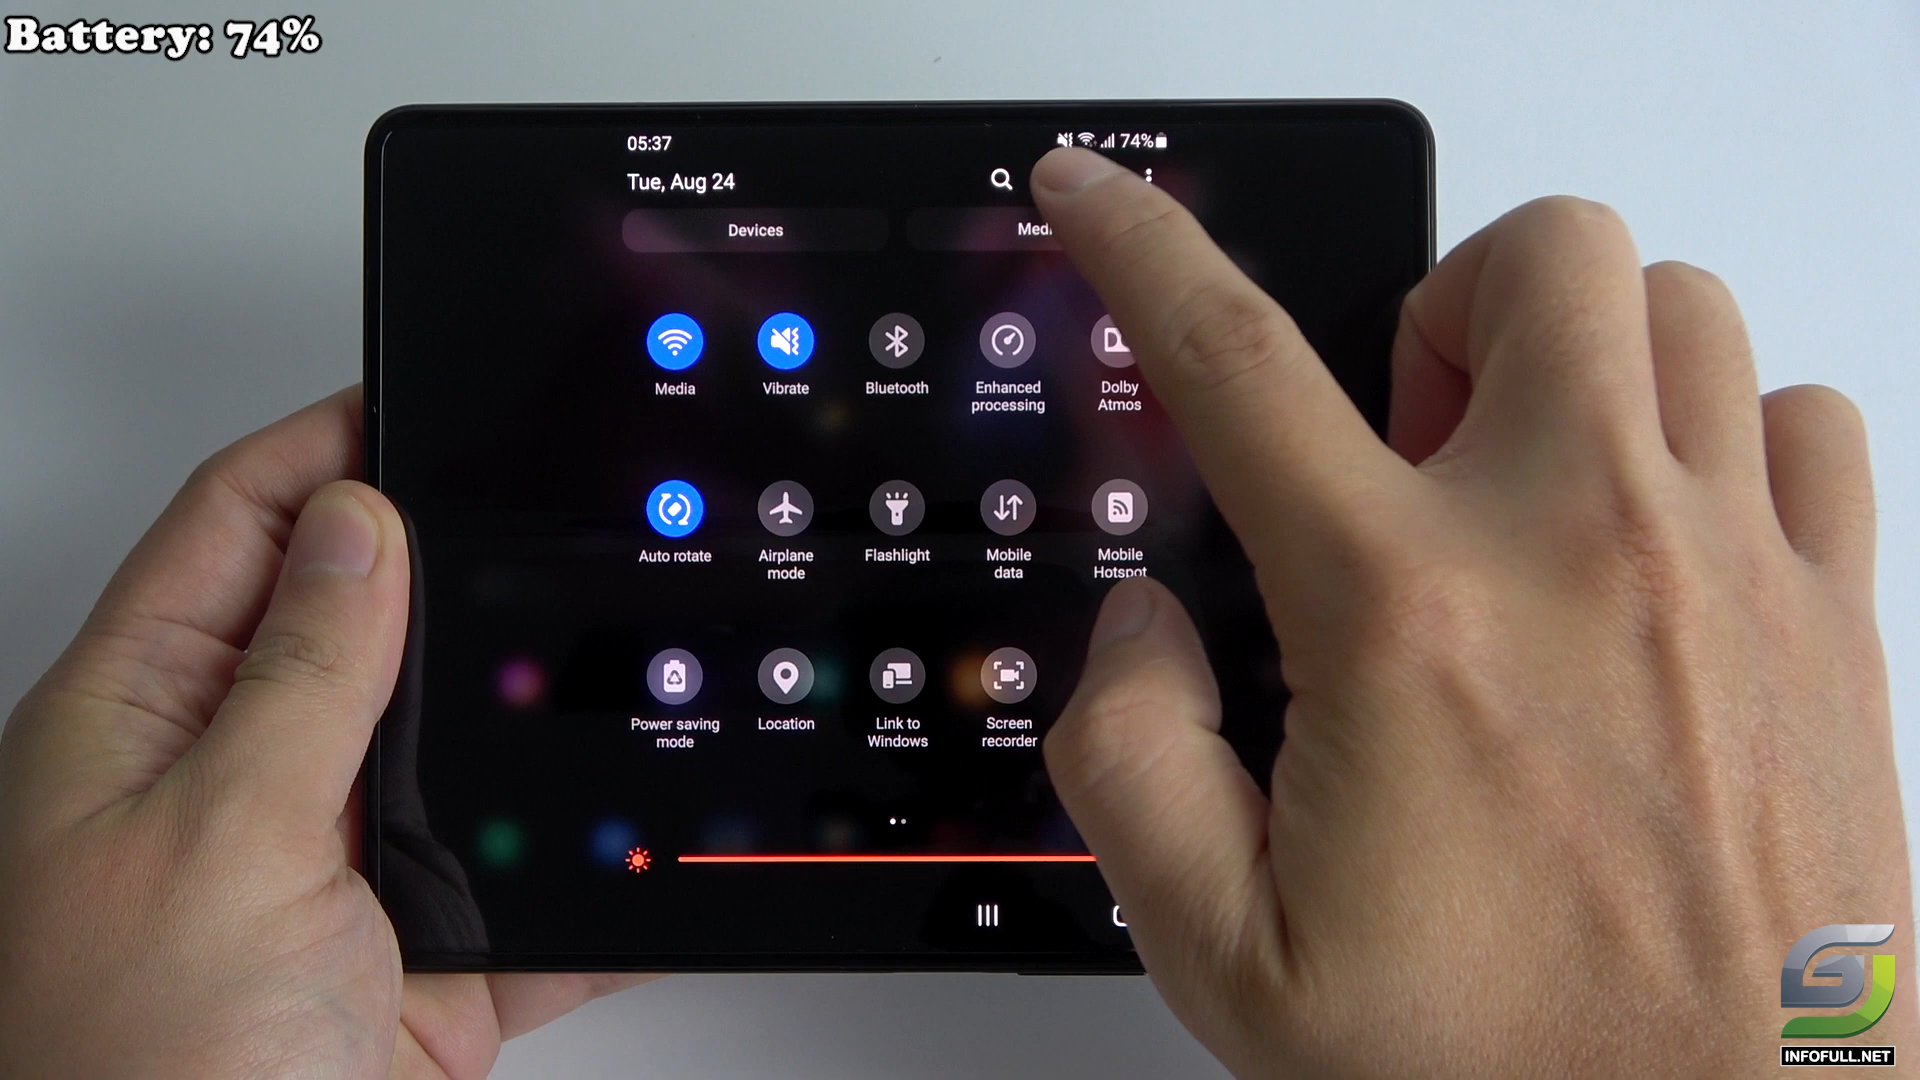 Battery: 74%
05:37
74%
Tue, Aug 24
Devices
Medi
Media
Vibrate
Bluetooth
Enhanced
processing
Dolby
Atmos
Auto rotate
Airplane
mode
Flashlight
Mobile
data
Mobile
Hotspot
Power saving
mode
Location
Link to
Windows
Screen
recorder
INFOFULL.NET